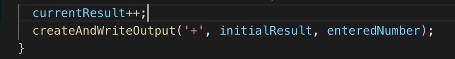 currentResult++;
createAndWriteOutput('+', initialResult, enteredNumber);
}